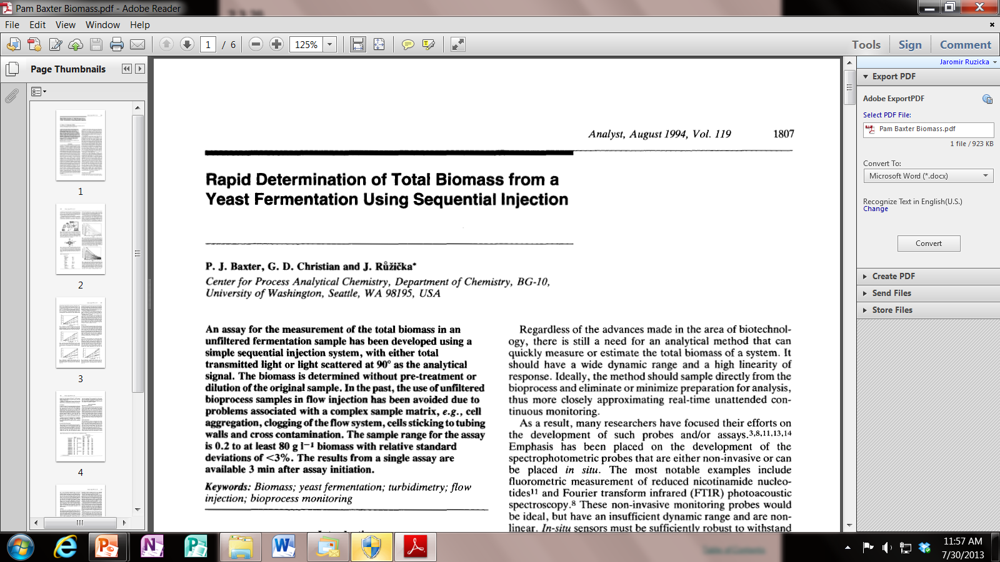 Pam Baxter Biomass.pdf - Adobe Reader
File Edit View Window Help
1 / 6 125% Tools Sign Comment
Page Thumbnails
1
2
3
4
Analyst, August 1994, Vol. 119 1807
Rapid Determination of Total Biomass from a
Yeast Fermentation Using Sequential Injection
P. J. Baxter, G. D. Christian and J. Růžička*
Center for Process Analytical Chemistry, Department of Chemistry, BG-10,
University of Washington, Seattle, WA 98195, USA
An assay for the measurement of the total biomass in an
unfiltered fermentation sample has been developed using a
simple sequential injection system, with either total
transmitted light or light scattered at 90° as the analytical
signal. The biomass is determined without pre-treatment or
dilution of the original sample. In the past, the use of unfiltered
bioprocess samples in flow injection has been avoided due to
problems associated with a complex sample matrix, e.g., cell
aggregation, clogging of the flow system, cells sticking to tubing
walls and cross contamination. The sample range for the assay
is 0.2 to at least 80 g l−1 biomass with relative standard
deviations of <3%. The results from a single assay are
available 3 min after assay initiation.
Keywords: Biomass; yeast fermentation; turbidimetry; flow
injection; bioprocess monitoring
Regardless of the advances made in the area of biotechnol-
ogy, there is still a need for an analytical method that can
quickly measure or estimate the total biomass of a system. It
should have a wide dynamic range and a high linearity of
response. Ideally, the method should sample directly from the
bioprocess and eliminate or minimize preparation for analysis,
thus more closely approximating real-time unattended con-
tinuous monitoring.
As a result, many researchers have focused their efforts on
the development of such probes and/or assays.3,8,11,13,14
Emphasis has been placed on the development of the
spectrophotometric probes that are either non-invasive or can
be placed in situ. The most notable examples include
fluorometric measurement of reduced nicotinamide nucleo-
tides11 and Fourier transform infrared (FTIR) photoacoustic
spectroscopy.8 These non-invasive monitoring probes would
be ideal, but have an insufficient dynamic range and are non-
linear. In-situ sensors must be sufficiently robust to withstand
Jaromir Ruzicka
Export PDF
Adobe ExportPDF
Select PDF File:
Pam Baxter Biomass.pdf
1 file / 923 KB
Convert To:
Microsoft Word (*.docx)
Recognize Text in English(U.S.)
Change
Convert
Create PDF
Send Files
Store Files
11:57 AM
7/30/2013